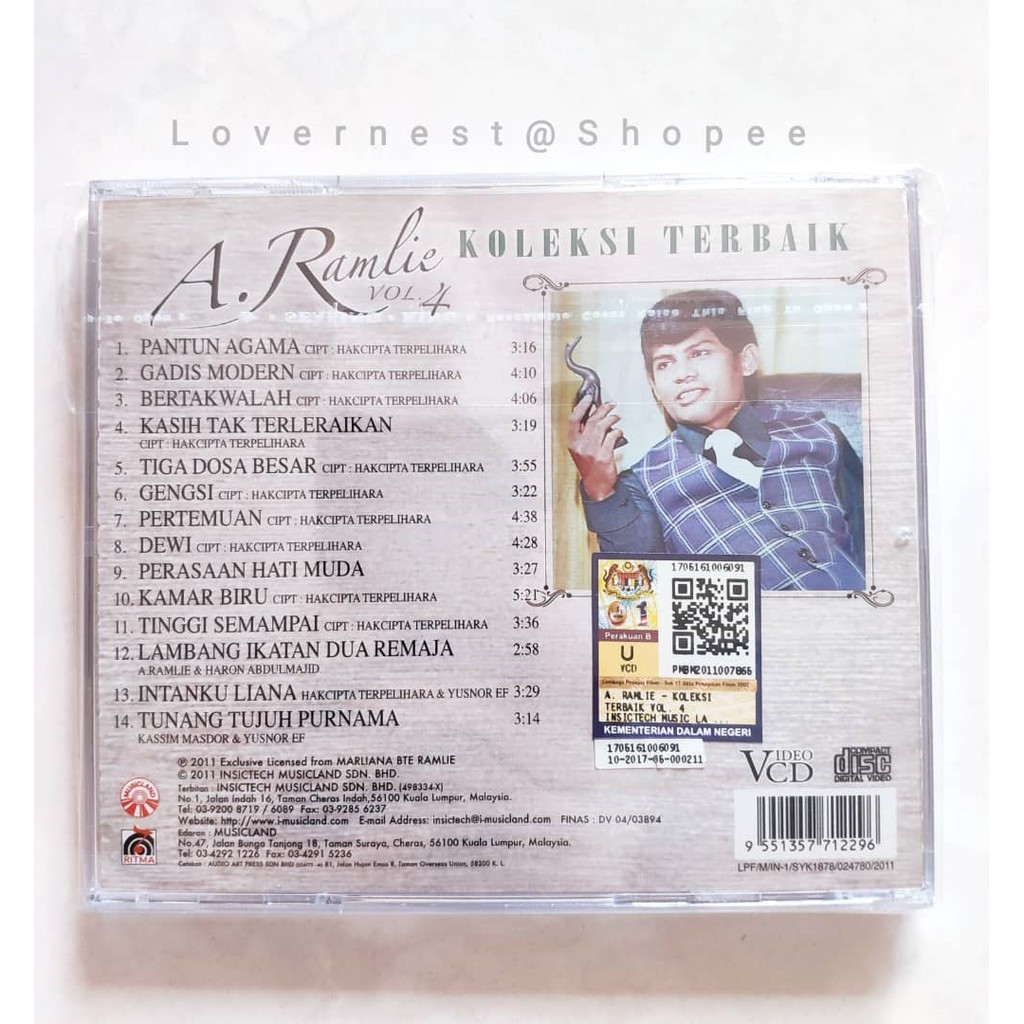 Lovernest@Shopee
A. Ramlie KOLEKSI TERBAIK
VOL. 4
1. PANTUN AGAMA CIPT : HAKCIPTA TERPELIHARA 3:16
2. GADIS MODERN CIPT : HAKCIPTA TERPELIHARA 4:10
3. BERTAKWALAH CIPT : HAKCIPTA TERPELIHARA 4:06
4. KASIH TAK TERLERAIKAN 3:19
CIPT : HAKCIPTA TERPELIHARA
5. TIGA DOSA BESAR CIPT : HAKCIPTA TERPELIHARA 3:55
6. GENGSI CIPT : HAKCIPTA TERPELIHARA 3:22
7. PERTEMUAN CIPT : HAKCIPTA TERPELIHARA 4:38
8. DEWI CIPT : HAKCIPTA TERPELIHARA 4:28
9. PERASAAN HATI MUDA 3:27
10. KAMAR BIRU CIPT : HAKCIPTA TERPELIHARA 5:21
11. TINGGI SEMAMPAI CIPT : HAKCIPTA TERPELIHARA 3:36
12. LAMBANG IKATAN DUA REMAJA 2:58
A.RAMLIE & HARON ABDULMAJID
13. INTANKU LIANA HAKCIPTA TERPELIHARA & YUSNOR EF 3:29
14. TUNANG TUJUH PURNAMA 3:14
KASSIM MASDOR & YUSNOR EF
1705161006091
Perakuan B
U
VCD
PMBM2011007865
A. RAMLIE - KOLEKSI
TERBAIK VOL. 4
INSICTECH MUSIC LA ...
KEMENTERIAN DALAM NEGERI
1705161006091
10-2017-05-000211
℗ 2011 Exclusive Licensed from MARLIANA BTE RAMLIE
© 2011 INSICTECH MUSICLAND SDN. BHD.
Terbitan : INSICTECH MUSICLAND SDN. BHD. (498334-X)
No.1, Jalan Indah 16, Taman Cheras Indah,56100 Kuala Lumpur, Malaysia.
Tel: 03-9200 8719 / 6089 Fax: 03-9285 6237
Website: http://www.i-musicland.com E-mail Address: insictech@i-musicland.com FINAS : DV 04/03894
Edaran : MUSICLAND
No.47, Jalan Bunga Tanjong 18, Taman Suraya, Cheras, 56100 Kuala Lumpur, Malaysia.
Tel: 03-4292 1226 Fax: 03-4291 5236
MUSICLAND
RITMA
VIDEO CD
COMPACT
disc
DIGITAL VIDEO
9 551357 712296
LPF/M/IN-1/SYK1878/024780/2011